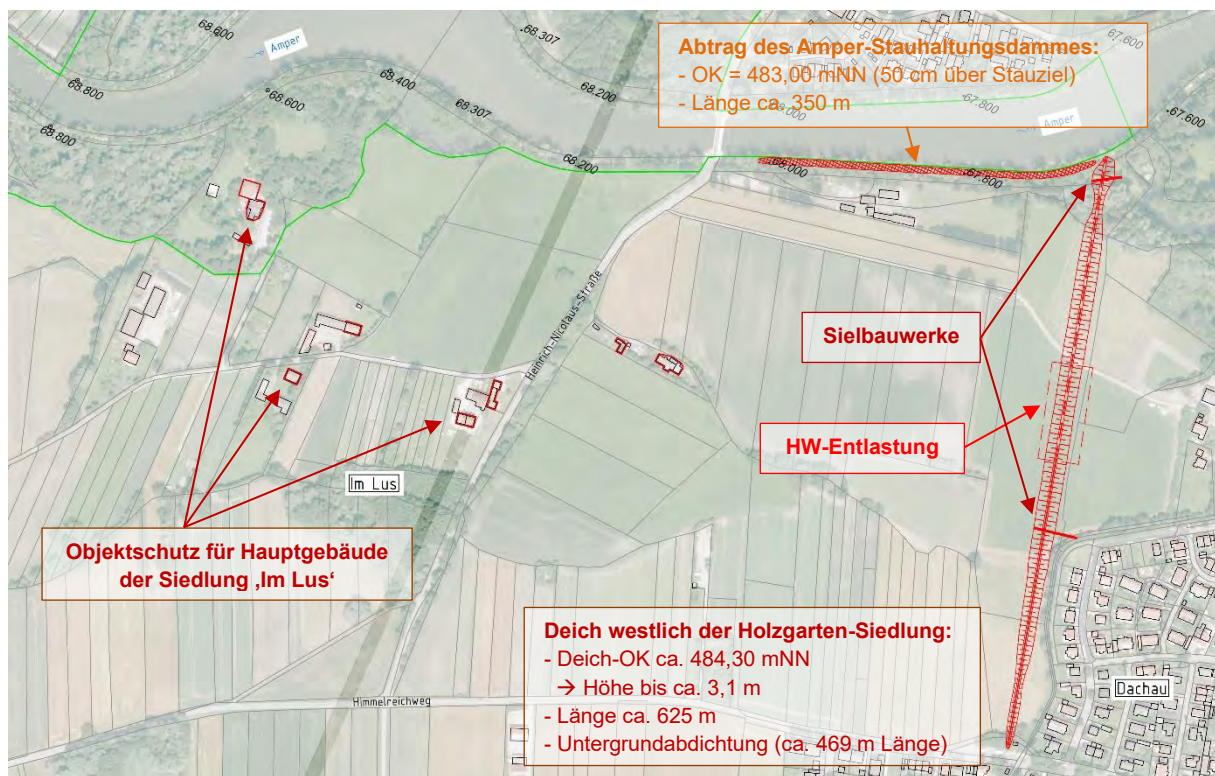 68.600
Amper
68.307
68.200
68.800
68.600
68.400
68.307
68.800
68.200
Abtrag des Amper-Stauhaltungsdammes:
- OK = 483,00 mNN (50 cm über Stauziel)
- Länge ca. 350 m
67.600
67.800
68.000
Amper
67.600
68.000
67.800
Heinrich-Nicolaus-Straße
Sielbauwerke
HW-Entlastung
Im Lus
Objektschutz für Hauptgebäude
der Siedlung ‚Im Lus‘
Deich westlich der Holzgarten-Siedlung:
- Deich-OK ca. 484,30 mNN
→ Höhe bis ca. 3,1 m
- Länge ca. 625 m
- Untergrundabdichtung (ca. 469 m Länge)
Himmelreichweg
Dachau